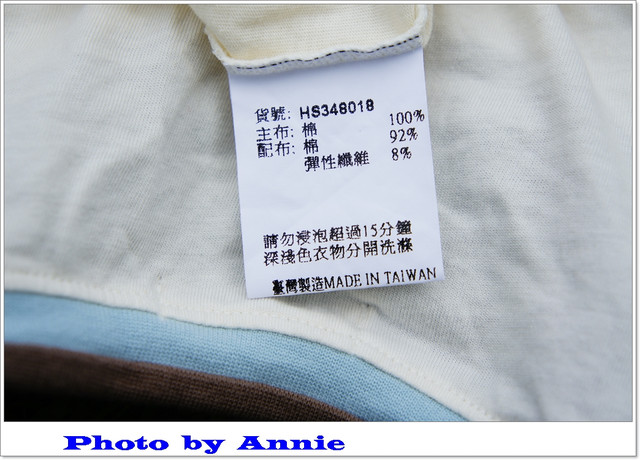 貨號: HS348018
主布: 棉 100%
配布: 棉 92%
彈性纖維 8%
請勿浸泡超過15分鐘
深淺色衣物分開洗滌
臺灣製造MADE IN TAIWAN
Photo by Annie